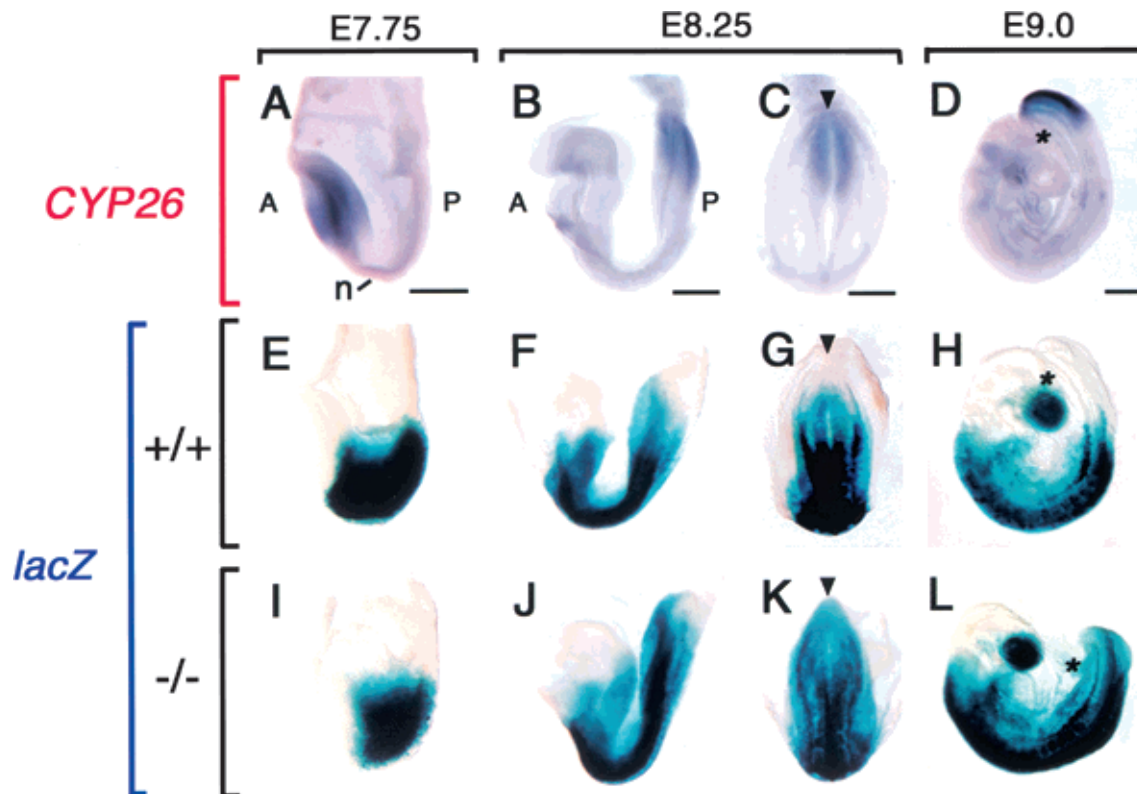 E7.75 E8.25 E9.0
A B C D
* 
CYP26 A P A P
n
E F G H
*
+/+
lacZ
I J K L
-/-
*